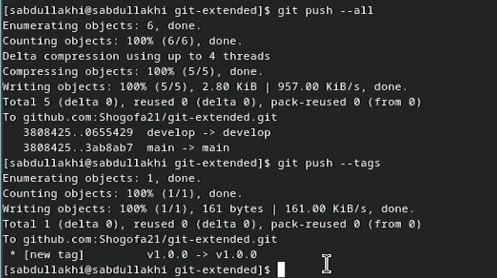 [sabdullakhi@sabdullakhi git-extended]$ git push --all
Enumerating objects: 6, done.
Counting objects: 100% (6/6), done.
Delta compression using up to 4 threads
Compressing objects: 100% (5/5), done.
Writing objects: 100% (5/5), 2.80 KiB | 957.00 KiB/s, done.
Total 5 (delta 0), reused 0 (delta 0), pack-reused 0 (from 0)
To github.com:Shogofa21/git-extended.git
   3808425..0655429  develop -> develop
   3808425..3ab8ab7  main -> main
[sabdullakhi@sabdullakhi git-extended]$ git push --tags
Enumerating objects: 1, done.
Counting objects: 100% (1/1), done.
Writing objects: 100% (1/1), 161 bytes | 161.00 KiB/s, done.
Total 1 (delta 0), reused 0 (delta 0), pack-reused 0 (from 0)
To github.com:Shogofa21/git-extended.git
 * [new tag]         v1.0.0 -> v1.0.0
[sabdullakhi@sabdullakhi git-extended]$